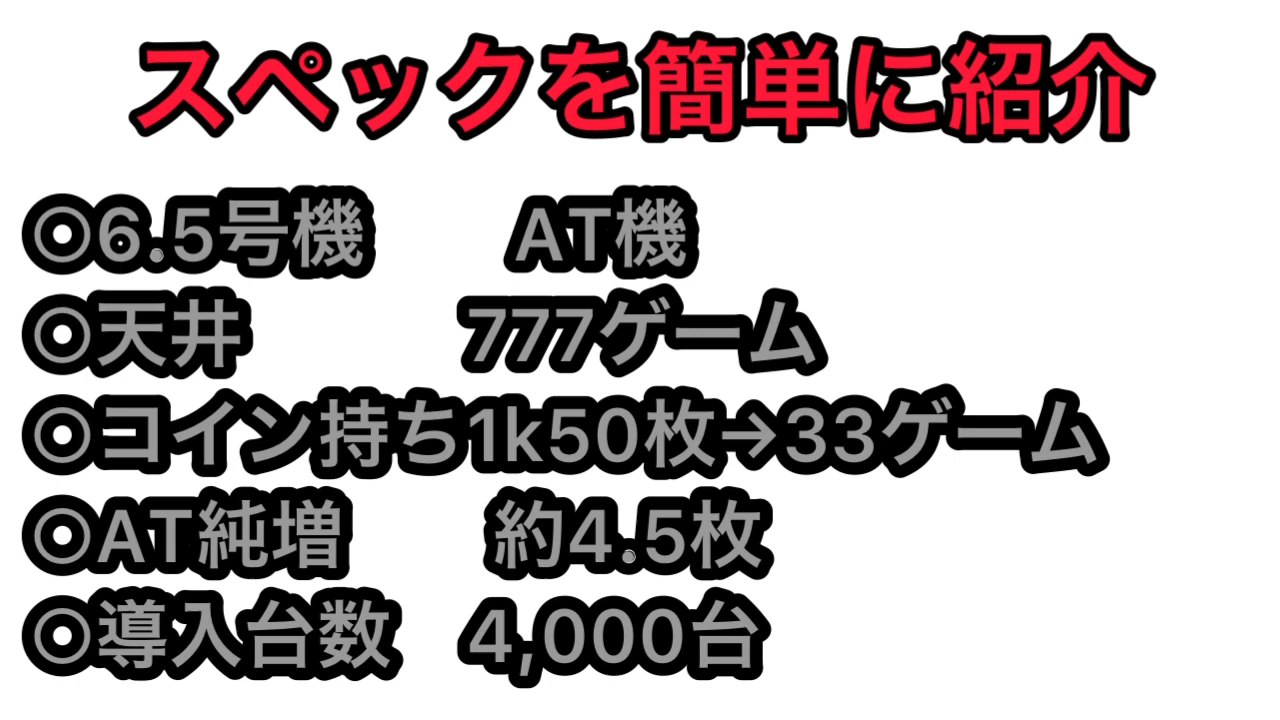 スペックを簡単に紹介
◎6.5号機　　AT機
◎天井　　　777ゲーム
◎コイン持ち1k50枚→33ゲーム
◎AT純増　　約4.5枚
◎導入台数　4,000台